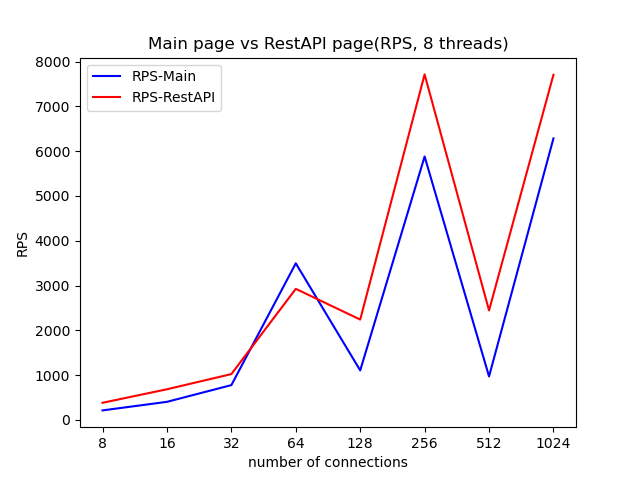 Main page vs RestAPI page(RPS, 8 threads)
RPS-Main
RPS-RestAPI
8000
7000
6000
5000
4000
3000
2000
1000
0
RPS
8 16 32 64 128 256 512 1024
number of connections